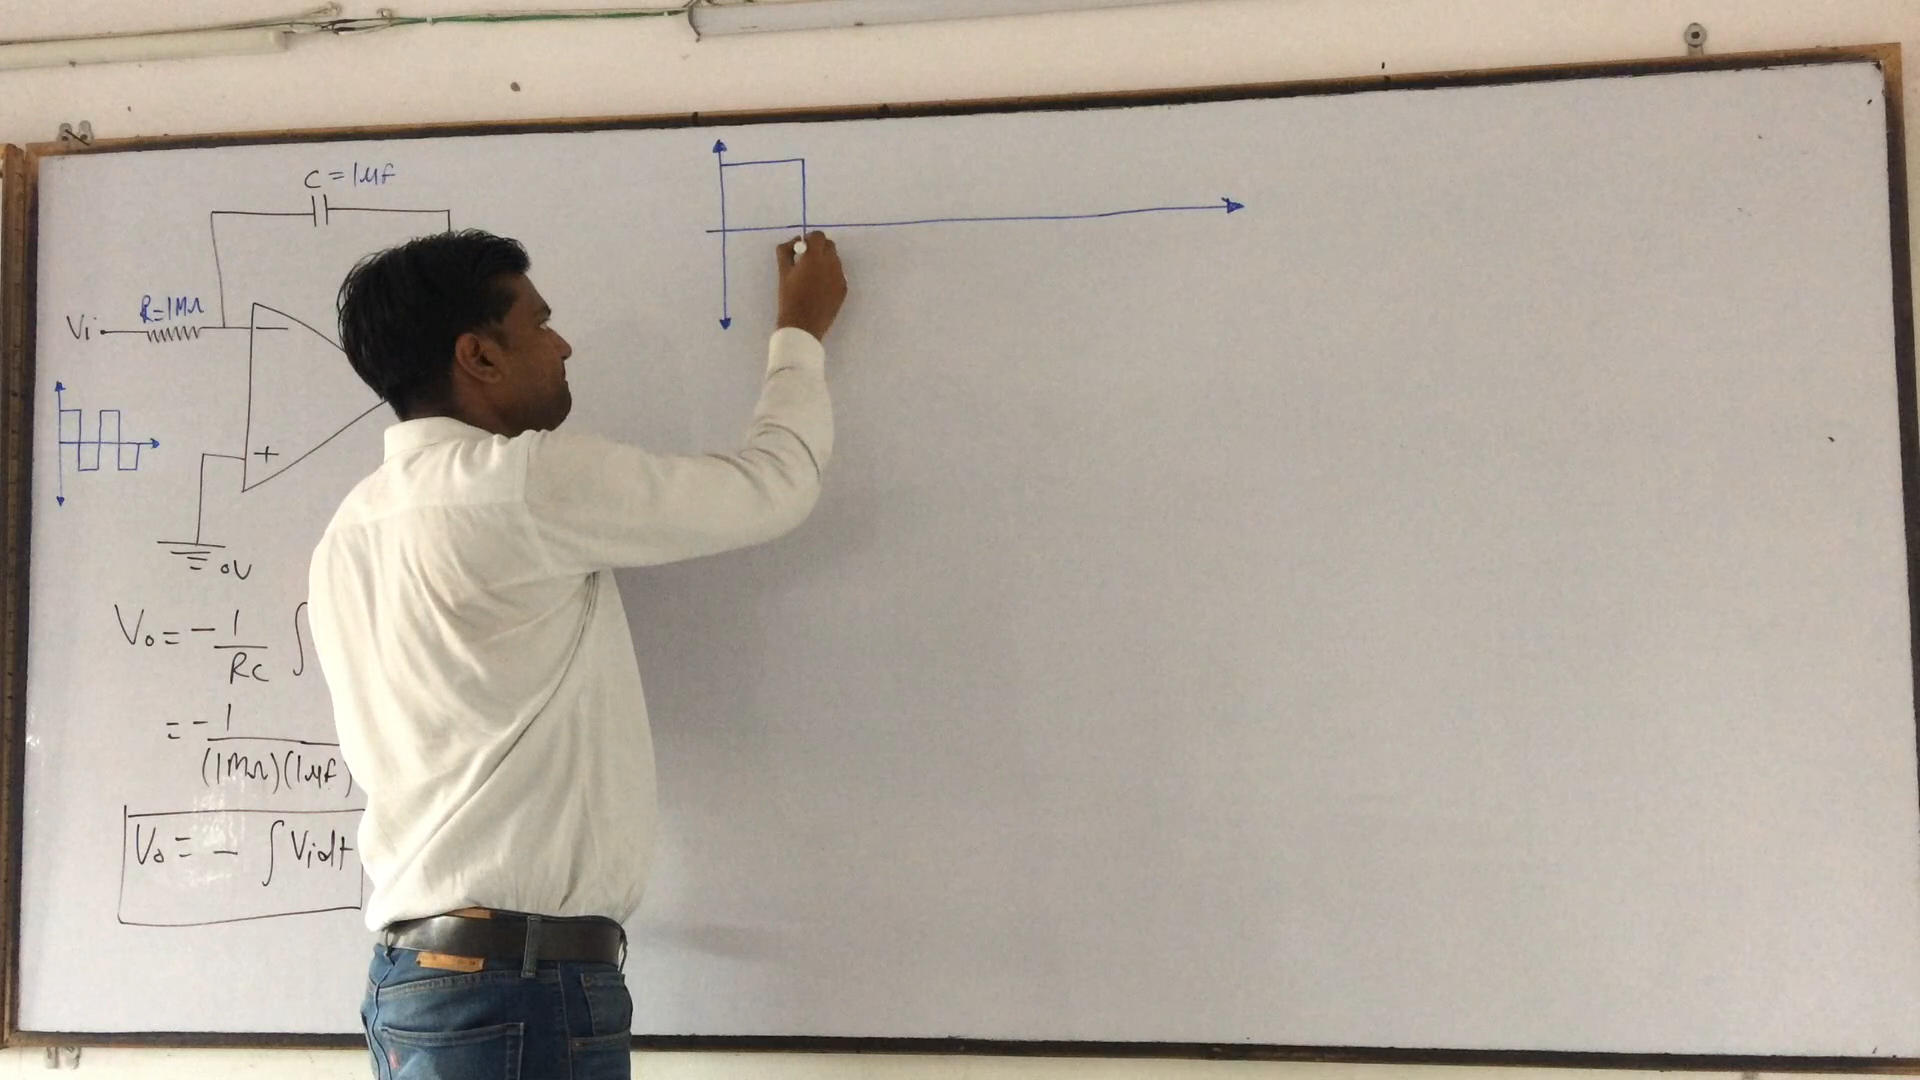 C = 1μf
R=1MΩ
Vi
−
+
0V
Vo = - 1/RC ∫
= - 1/(1MΩ)(1μf)
Vo = - ∫ Vidt